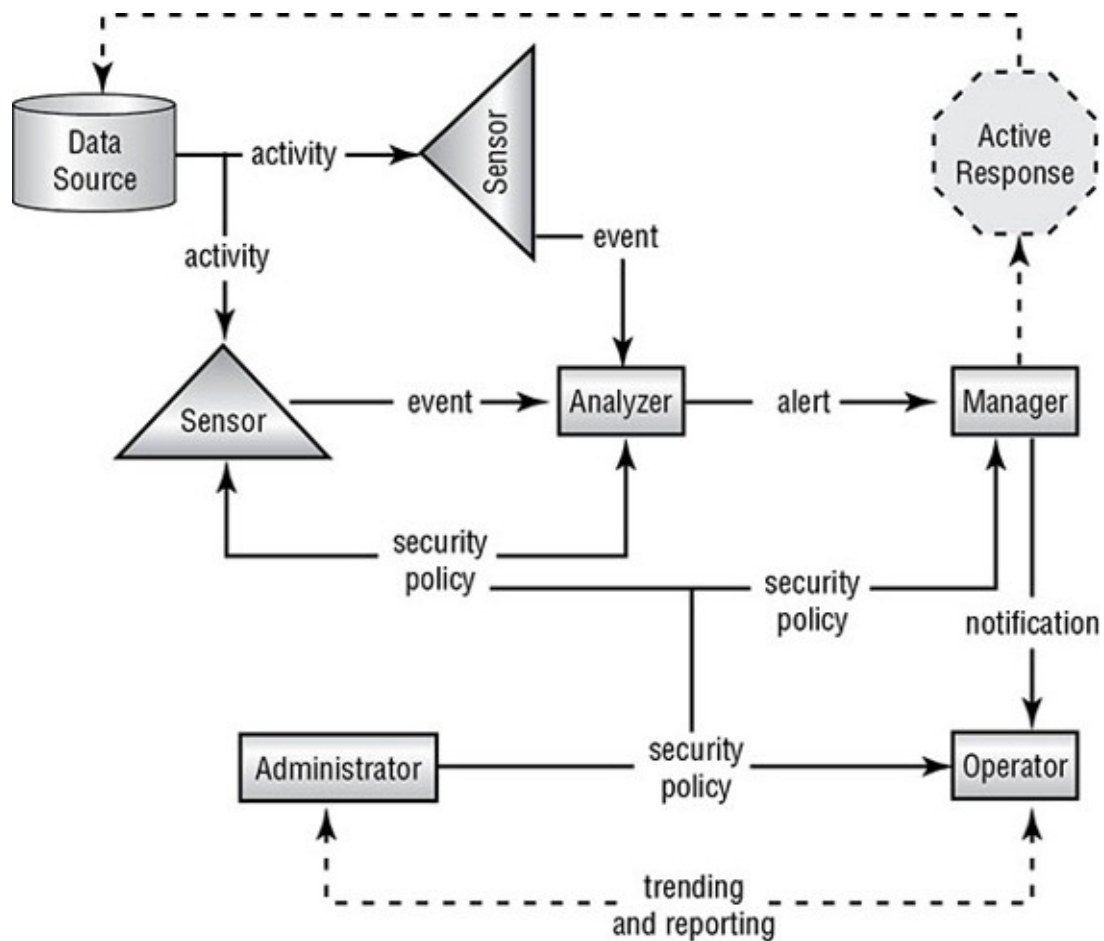 Data
Source
activity
Sensor
Active
Response
event
activity
Sensor
event
Analyzer
alert
Manager
security
policy
security
policy
notification
Administrator
security
policy
Operator
trending
and reporting